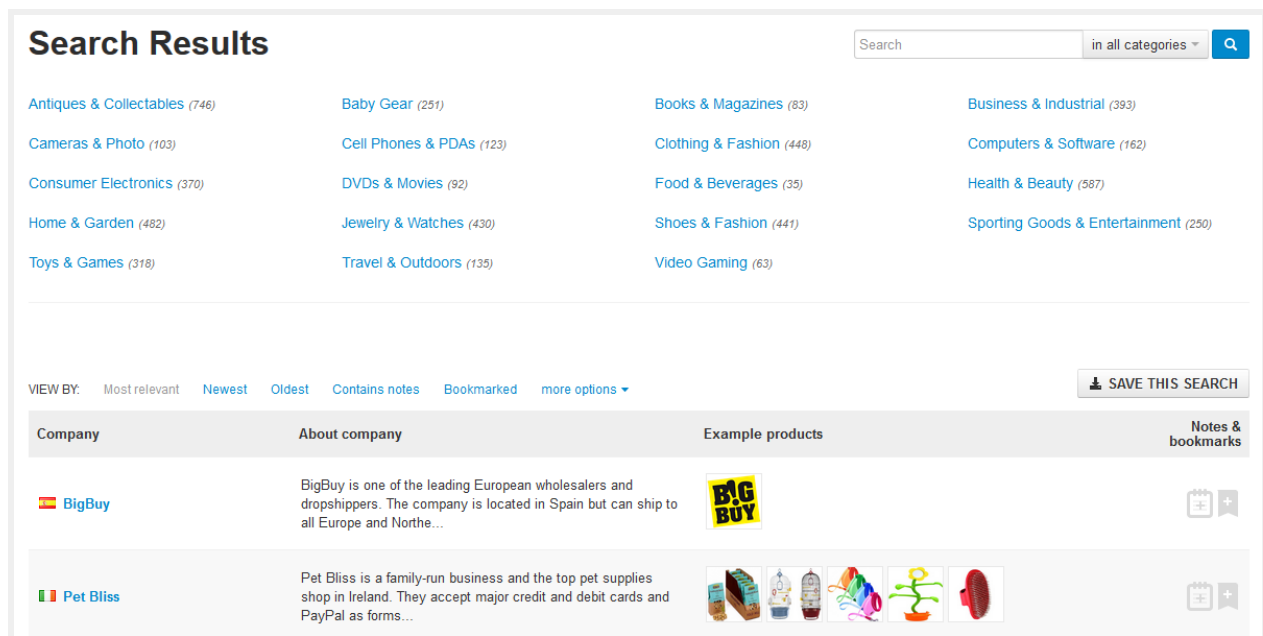 Search Results
Search
in all categories
Antiques & Collectables (746)
Baby Gear (251)
Books & Magazines (83)
Business & Industrial (393)
Cameras & Photo (103)
Cell Phones & PDAs (123)
Clothing & Fashion (448)
Computers & Software (162)
Consumer Electronics (370)
DVDs & Movies (92)
Food & Beverages (35)
Health & Beauty (587)
Home & Garden (482)
Jewelry & Watches (430)
Shoes & Fashion (441)
Sporting Goods & Entertainment (250)
Toys & Games (318)
Travel & Outdoors (135)
Video Gaming (63)
VIEW BY: Most relevant Newest Oldest Contains notes Bookmarked more options
SAVE THIS SEARCH
Company
About company
Example products
Notes &
bookmarks
BigBuy
BigBuy is one of the leading European wholesalers and
dropshippers. The company is located in Spain but can ship to
all Europe and Northe...
B!G
BUY
Pet Bliss
Pet Bliss is a family-run business and the top pet supplies
shop in Ireland. They accept major credit and debit cards and
PayPal as forms...